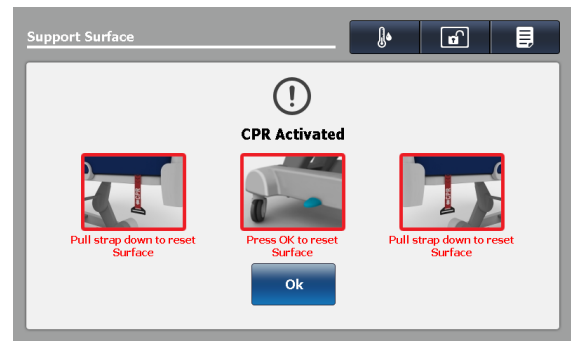 Support Surface
CPR Activated
Pull strap down to reset
Surface
Press OK to reset
Surface
Pull strap down to reset
Surface
Ok